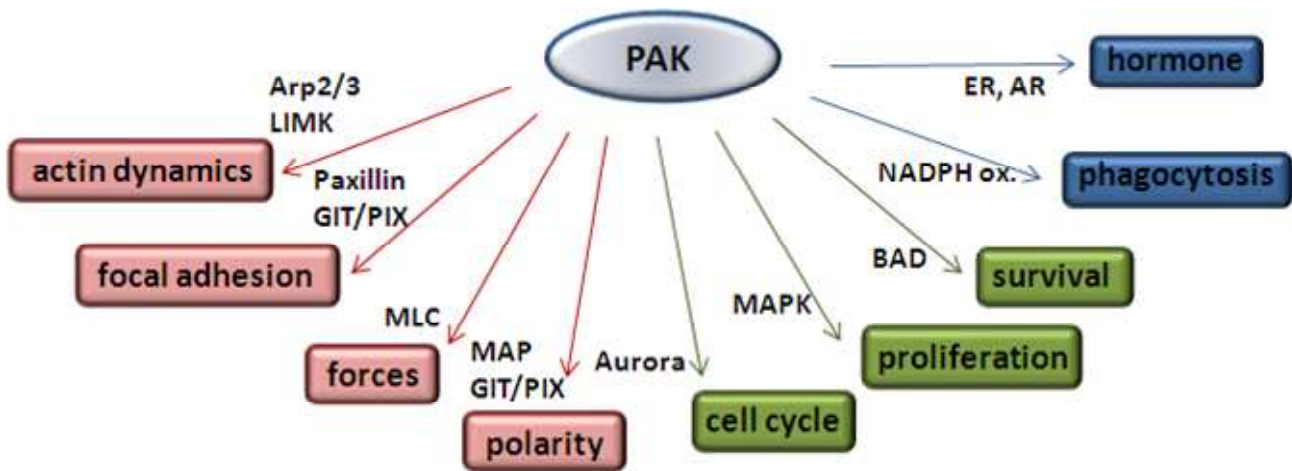 PAK
hormone
ER, AR
Arp2/3
LIMK
actin dynamics
Paxillin
GIT/PIX
NADPH ox.
phagocytosis
focal adhesion
BAD
survival
MLC
MAPK
forces
MAP
GIT/PIX
Aurora
proliferation
polarity
cell cycle